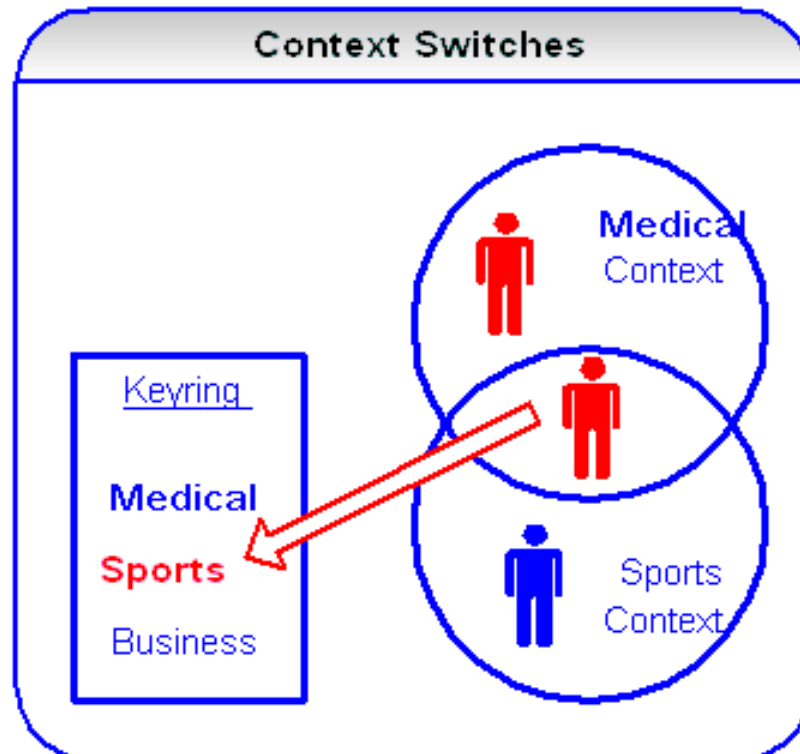 Context Switches
Medical
Context
Keyring
Medical
Sports
Business
Sports
Context